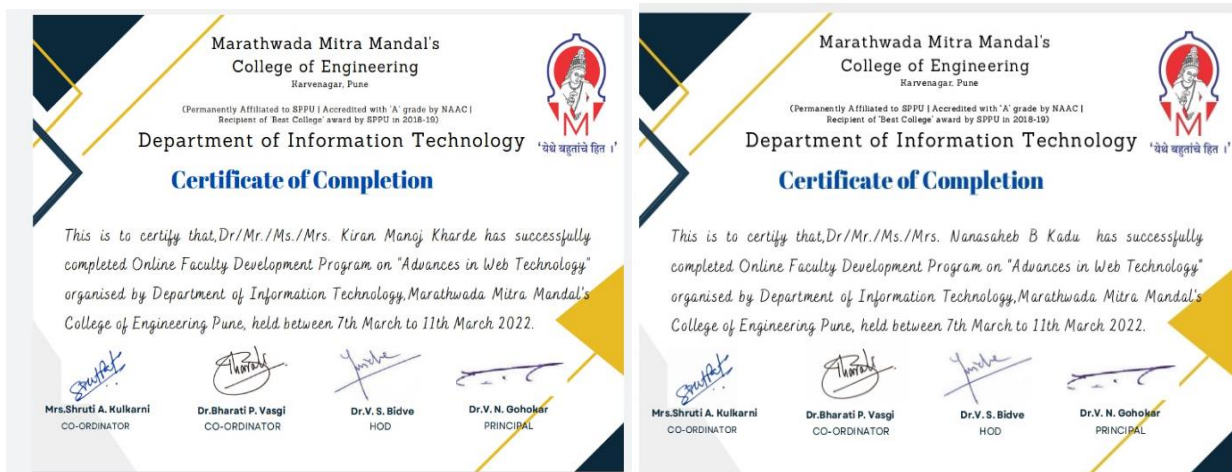 Marathwada Mitra Mandal's
College of Engineering
Karvenagar, Pune
(Permanently Affiliated to SPPU | Accredited with 'A' grade by NAAC |
Recipient of 'Best College' award by SPPU in 2018-19)
Department of Information Technology
'येथे बहुतांचे हित ।'
Certificate of Completion
This is to certify that,Dr/Mr./Ms./Mrs. Kiran Manoj Kharde has successfully
completed Online Faculty Development Program on "Advances in Web Technology"
organised by Department of Information Technology,Marathwada Mitra Mandal's
College of Engineering Pune, held between 7th March to 11th March 2022.
Mrs.Shruti A. Kulkarni
CO-ORDINATOR
Dr.Bharati P. Vasgi
CO-ORDINATOR
Dr.V. S. Bidve
HOD
Dr.V. N. Gohokar
PRINCIPAL
Marathwada Mitra Mandal's
College of Engineering
Karvenagar, Pune
(Permanently Affiliated to SPPU | Accredited with 'A' grade by NAAC |
Recipient of 'Best College' award by SPPU in 2018-19)
Department of Information Technology
'येथे बहुतांचे हित ।'
Certificate of Completion
This is to certify that,Dr/Mr./Ms./Mrs. Nanasaheb B Kadu has successfully
completed Online Faculty Development Program on "Advances in Web Technology"
organised by Department of Information Technology,Marathwada Mitra Mandal's
College of Engineering Pune, held between 7th March to 11th March 2022.
Mrs.Shruti A. Kulkarni
CO-ORDINATOR
Dr.Bharati P. Vasgi
CO-ORDINATOR
Dr.V. S. Bidve
HOD
Dr.V. N. Gohokar
PRINCIPAL